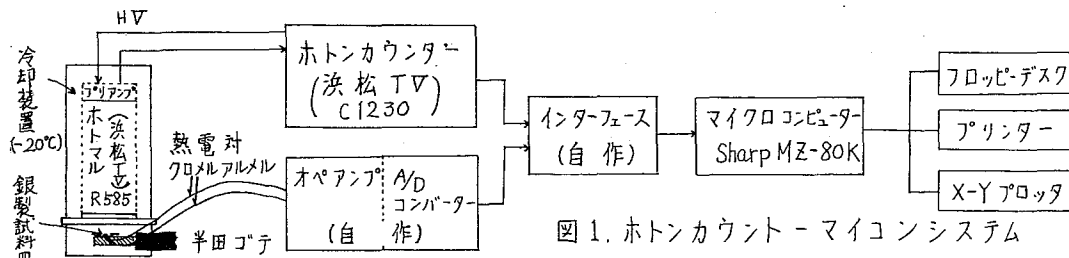 HV
冷却装置
(-20℃)
プリアンプ
ホトマル
(浜松TV)
R585
銀製試料皿
熱電計
クロメルアルメル
半田ゴテ
ホトンカウンター
(浜松TV
C1230)
オペアンプ
A/D
コンバーター
(自作)
インターフェース
(自作)
マイクロコンピューター
Sharp MZ-80K
フロッピーデスク
プリンター
X-Yプロッタ
図1.ホトンカウントーマイコンシステム